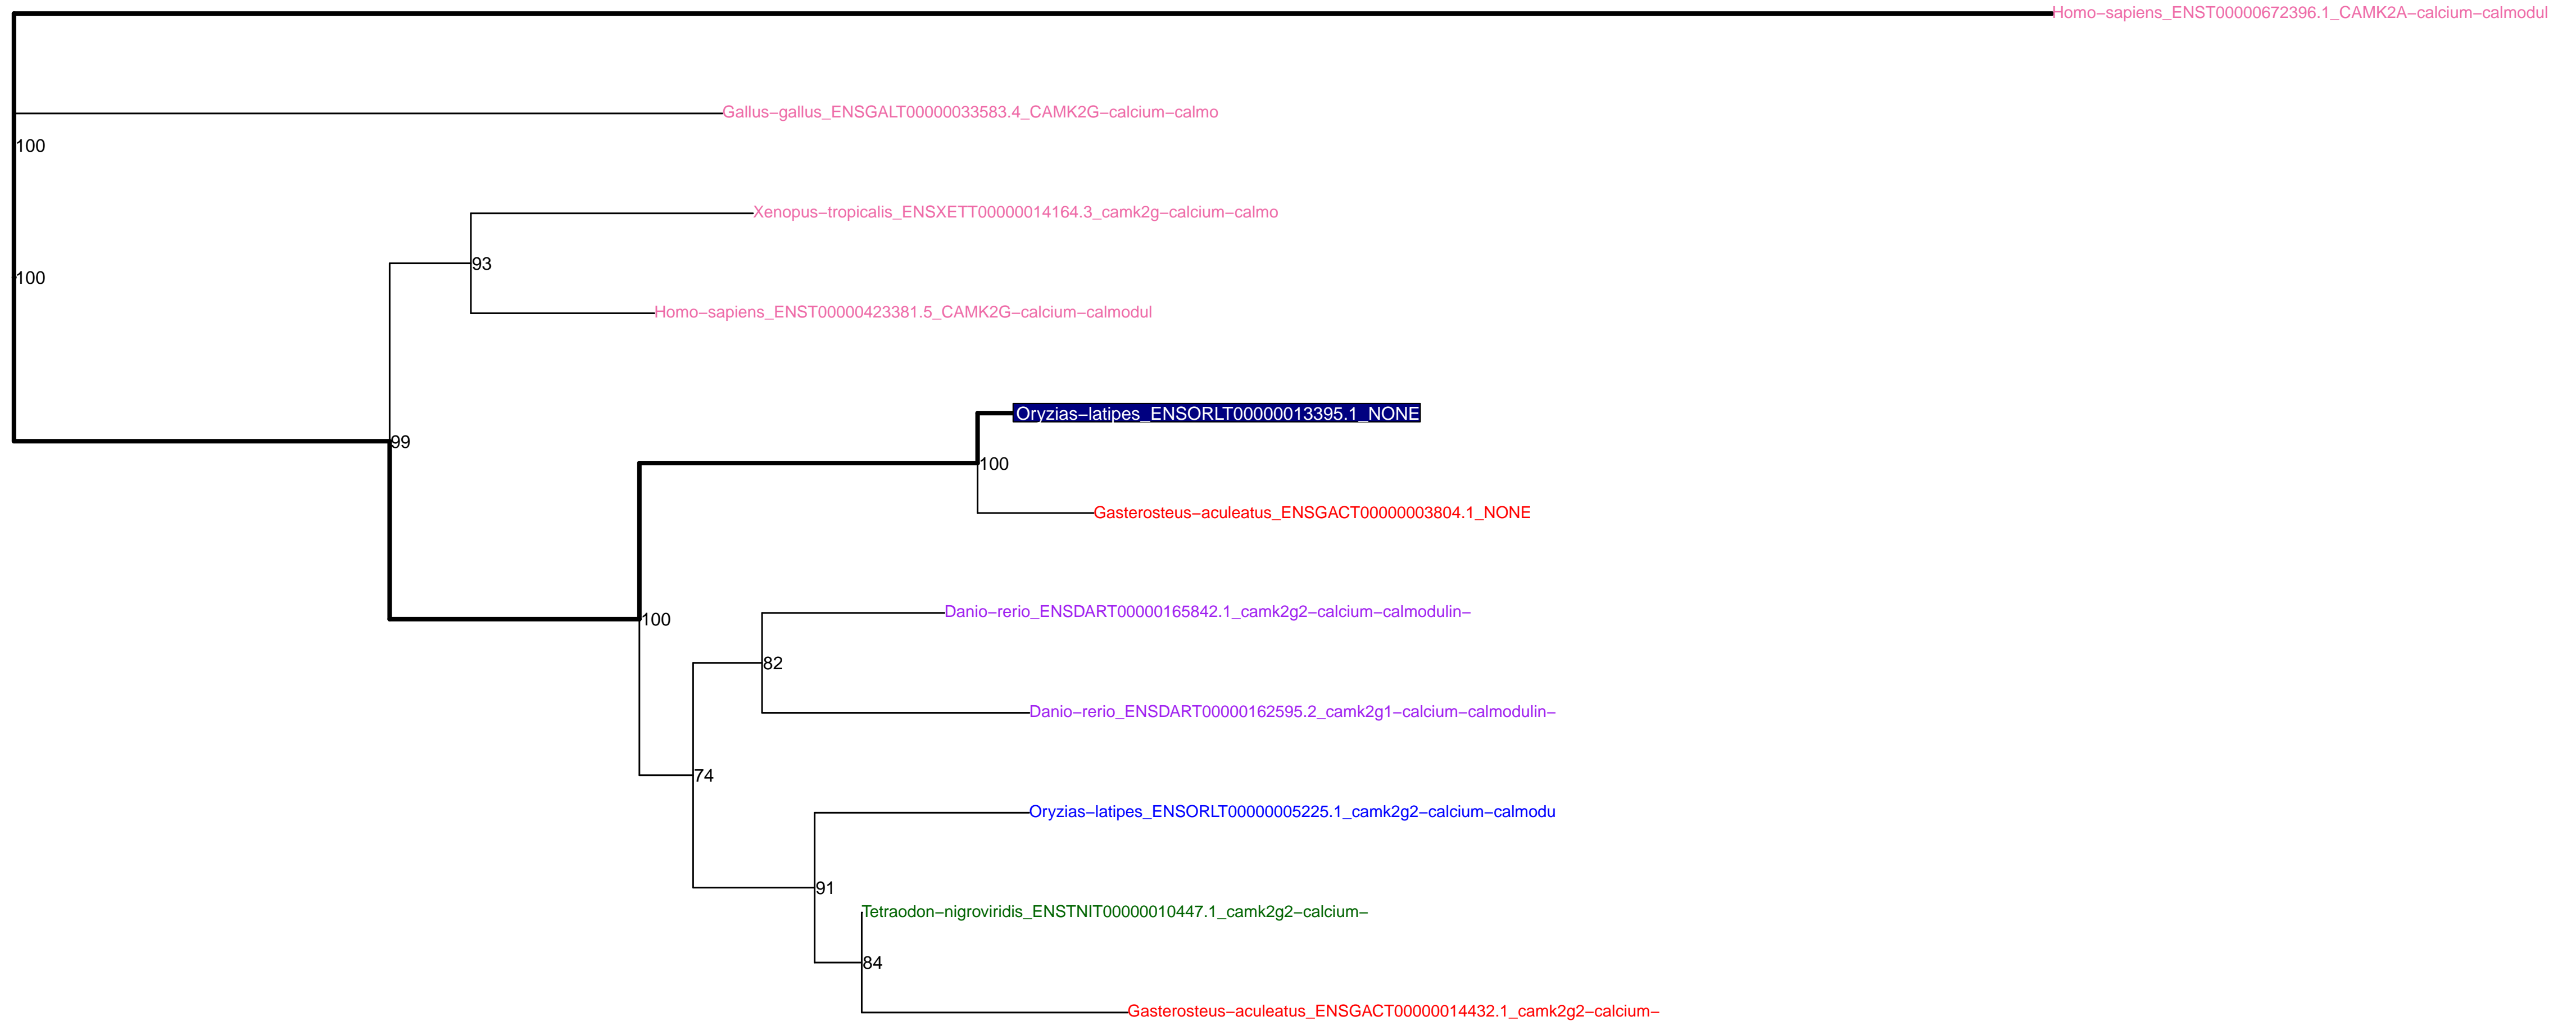 Homo−sapiens_ENST00000672396.1_CAMK2A−calcium−calmodul
Gallus−gallus_ENSGALT00000033583.4_CAMK2G−calcium−calmo
100
Xenopus−tropicalis_ENSXETT00000014164.3_camk2g−calcium−calmo
93
100
Homo−sapiens_ENST00000423381.5_CAMK2G−calcium−calmodul
Oryzias−latipes_ENSORLT00000013395.1_NONE
99
100
Gasterosteus−aculeatus_ENSGACT00000003804.1_NONE
Danio−rerio_ENSDART00000165842.1_camk2g2−calcium−calmodulin−
100
82
Danio−rerio_ENSDART00000162595.2_camk2g1−calcium−calmodulin−
74
Oryzias−latipes_ENSORLT00000005225.1_camk2g2−calcium−calmodu
91
Tetraodon−nigroviridis_ENSTNIT00000010447.1_camk2g2−calcium−
84
Gasterosteus−aculeatus_ENSGACT00000014432.1_camk2g2−calcium−